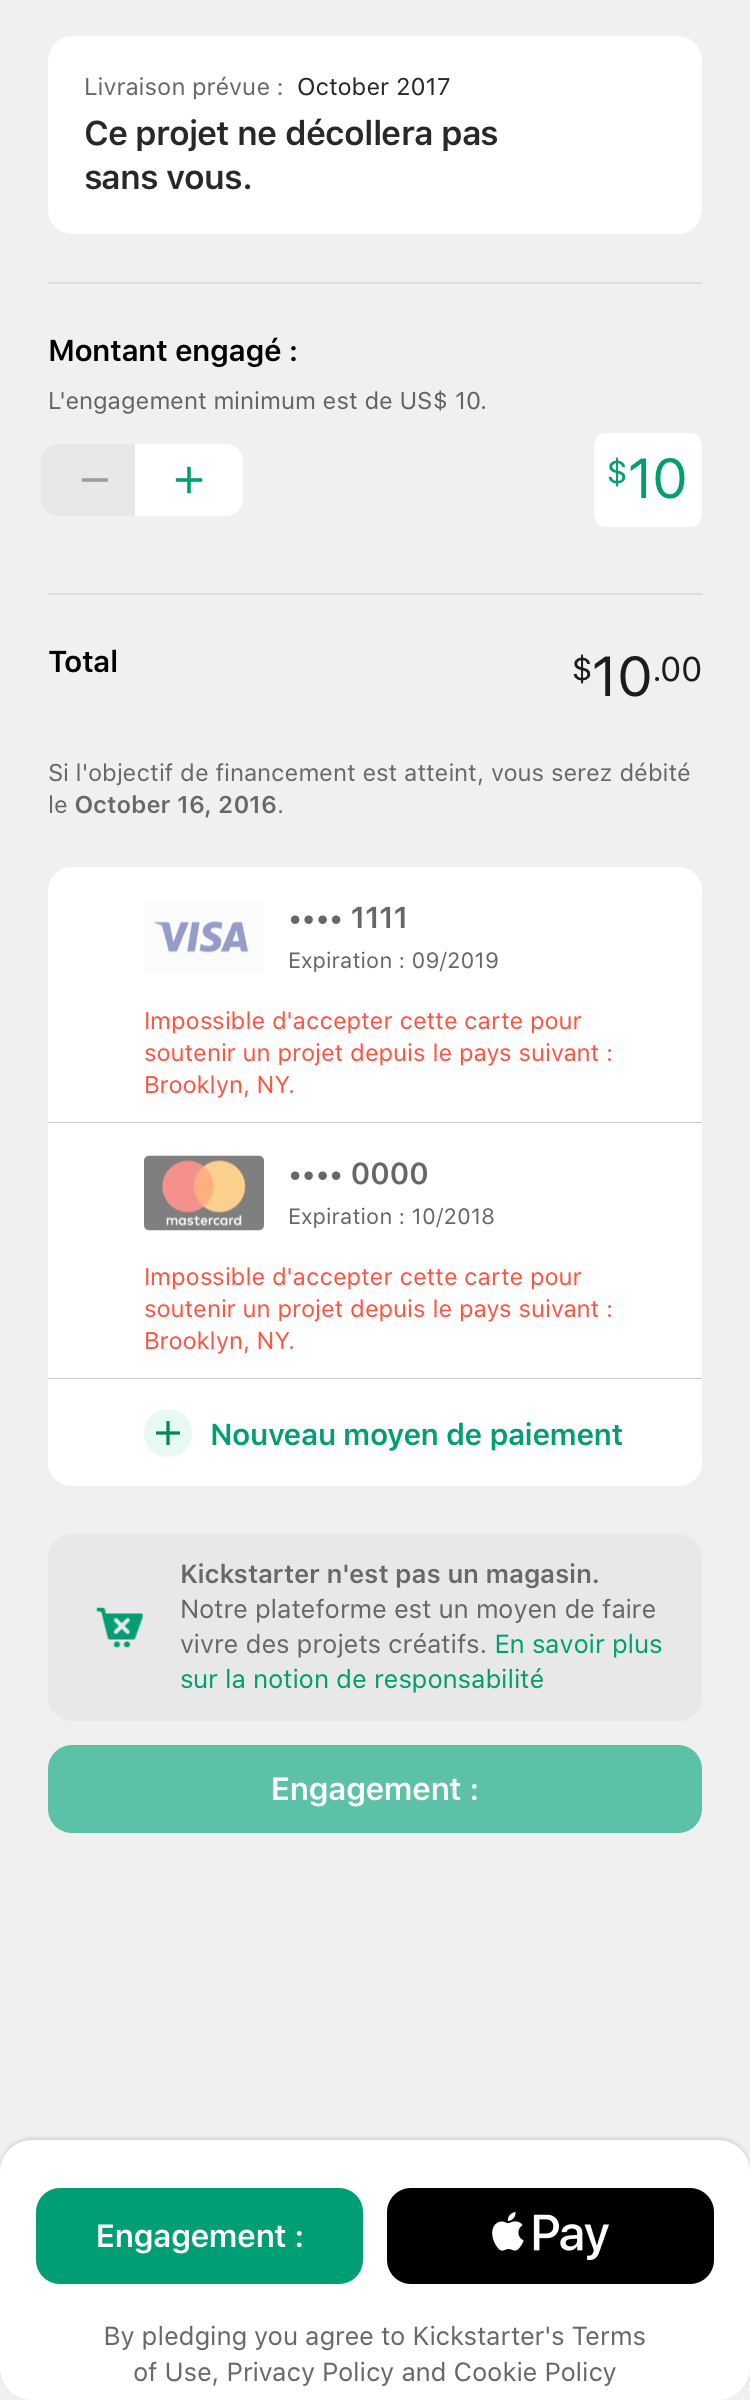 Livraison prévue : October 2017
Ce projet ne décollera pas
sans vous.
Montant engagé :
L'engagement minimum est de US$ 10.
− +
$10
Total
$10.00
Si l'objectif de financement est atteint, vous serez débité
le October 16, 2016.
VISA
•••• 1111
Expiration : 09/2019
Impossible d'accepter cette carte pour
soutenir un projet depuis le pays suivant :
Brooklyn, NY.
mastercard
•••• 0000
Expiration : 10/2018
Impossible d'accepter cette carte pour
soutenir un projet depuis le pays suivant :
Brooklyn, NY.
+ Nouveau moyen de paiement
Kickstarter n'est pas un magasin.
Notre plateforme est un moyen de faire
vivre des projets créatifs. En savoir plus
sur la notion de responsabilité
Engagement :
Engagement :
Pay
By pledging you agree to Kickstarter's Terms
of Use, Privacy Policy and Cookie Policy